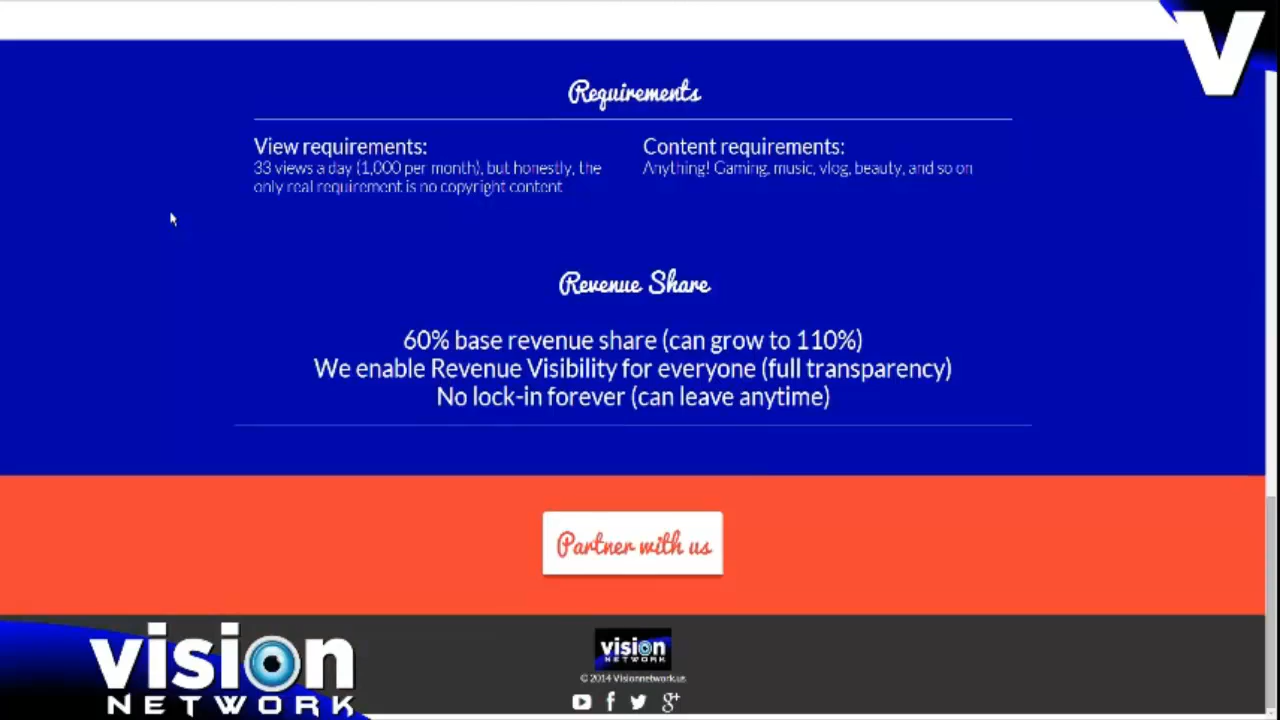 V
Requirements
View requirements:
33 views a day (1,000 per month), but honestly, the
only real requirement is no copyright content
Content requirements:
Anything! Gaming, music, vlog, beauty, and so on
Revenue Share
60% base revenue share (can grow to 110%)
We enable Revenue Visibility for everyone (full transparency)
No lock-in forever (can leave anytime)
Partner with us
vision
NETWORK
© 2014 Visionnetwork.us
vision
NETWORK